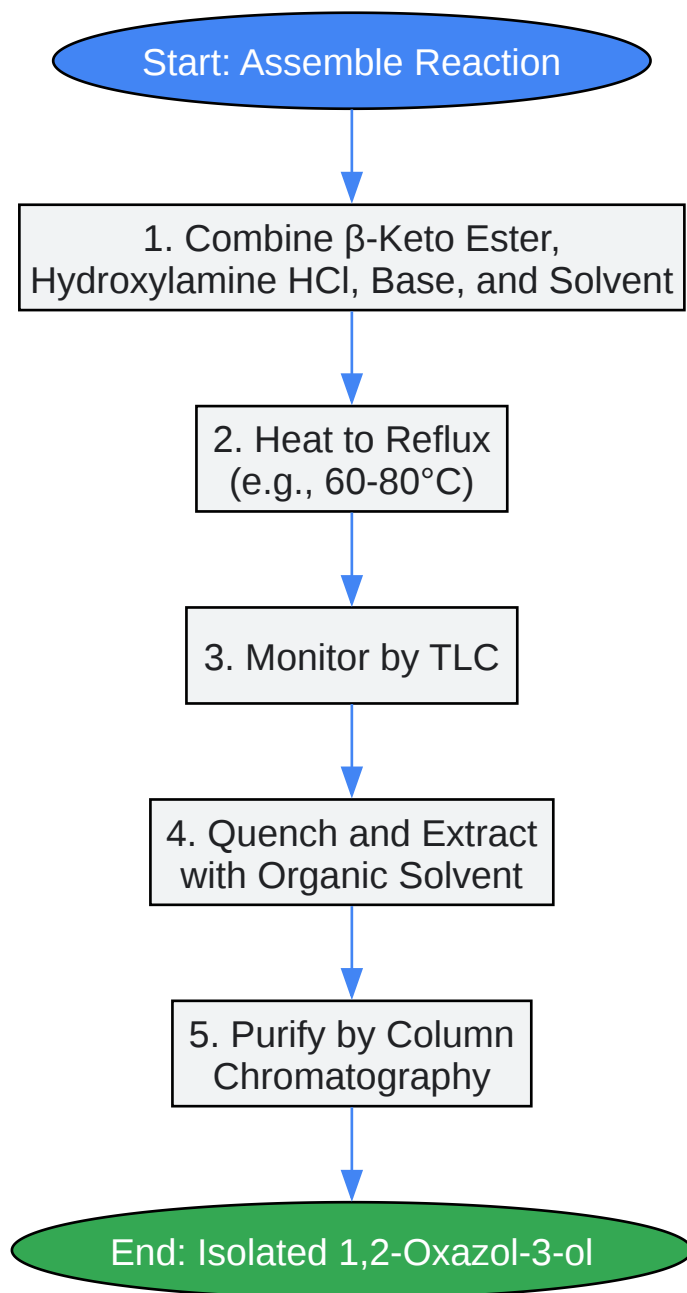 Start: Assemble Reaction
1. Combine β-Keto Ester,
Hydroxylamine HCl, Base, and Solvent
2. Heat to Reflux
(e.g., 60-80°C)
3. Monitor by TLC
4. Quench and Extract
with Organic Solvent
5. Purify by Column
Chromatography
End: Isolated 1,2-Oxazol-3-ol